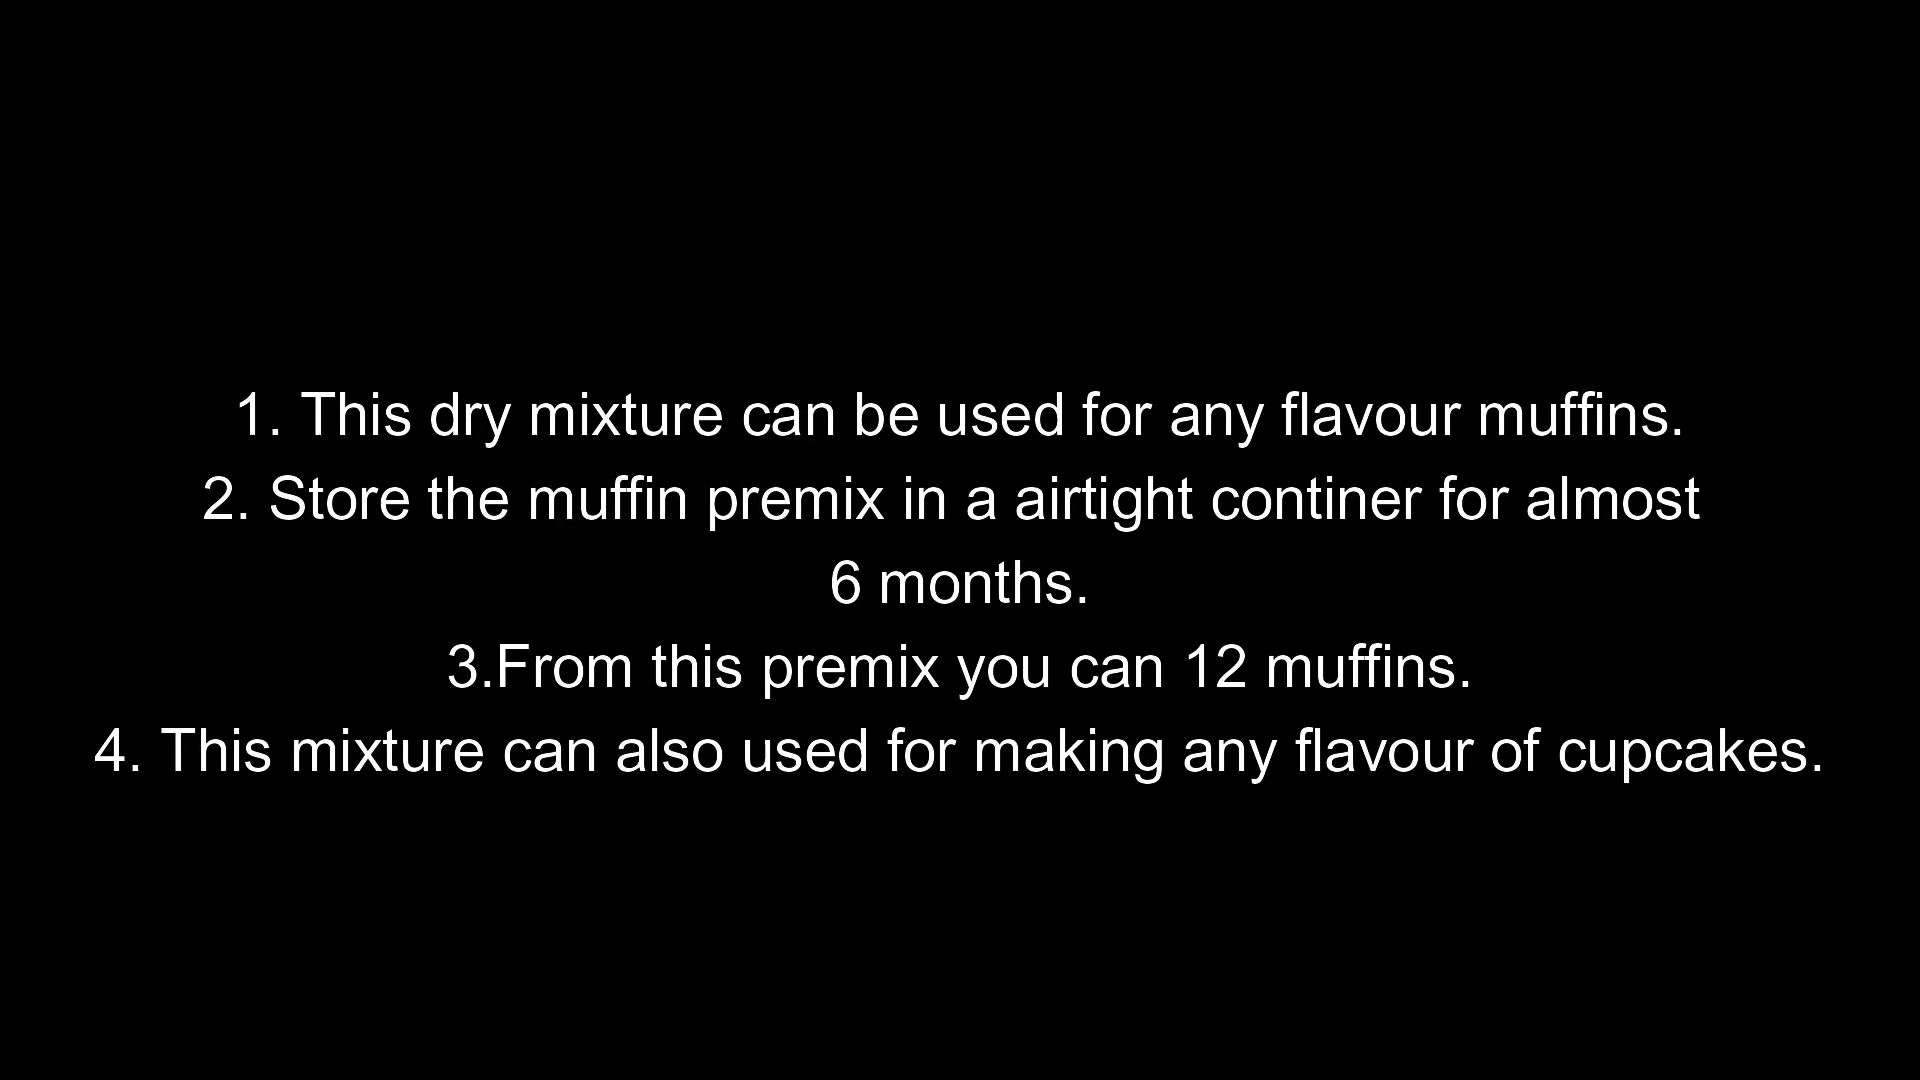 1. This dry mixture can be used for any flavour muffins.
2. Store the muffin premix in a airtight continer for almost
6 months.
3.From this premix you can 12 muffins.
4. This mixture can also used for making any flavour of cupcakes.